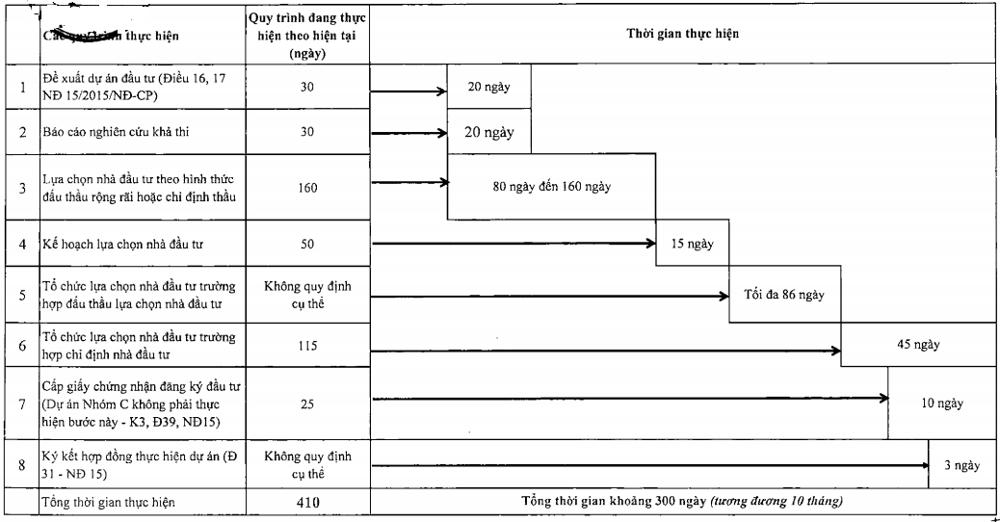 Các quy trình thực hiện
Quy trình đang thực
hiện theo hiện tại
(ngày)
Thời gian thực hiện
1
Đề xuất dự án đầu tư (Điều 16, 17
NĐ 15/2015/NĐ-CP)
30
20 ngày
2
Báo cáo nghiên cứu khả thi
30
20 ngày
3
Lựa chọn nhà đầu tư theo hình thức
đấu thầu rộng rãi hoặc chỉ định thầu
160
80 ngày đến 160 ngày
4
Kế hoạch lựa chọn nhà đầu tư
50
15 ngày
5
Tổ chức lựa chọn nhà đầu tư trường
hợp đấu thầu lựa chọn nhà đầu tư
Không quy định
cụ thể
Tối đa 86 ngày
6
Tổ chức lựa chọn nhà đầu tư trường
hợp chỉ định nhà đầu tư
115
45 ngày
7
Cấp giấy chứng nhận đăng ký đầu tư
(Dự án Nhóm C không phải thực
hiện bước này - K3, Đ39, NĐ15)
25
10 ngày
8
Ký kết hợp đồng thực hiện dự án (Đ
31 - NĐ 15)
Không quy định
cụ thể
3 ngày
Tổng thời gian thực hiện
410
Tổng thời gian khoảng 300 ngày (tương đương 10 tháng)